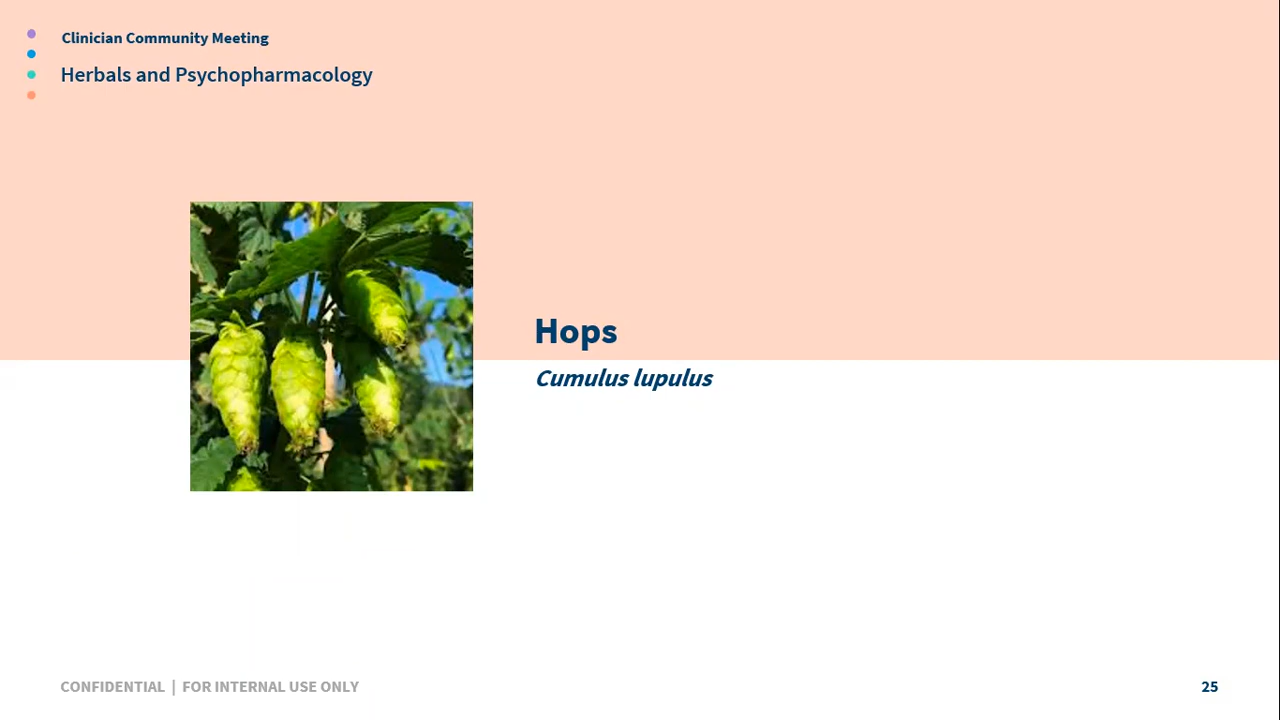 Clinician Community Meeting
Herbals and Psychopharmacology
Hops
Cumulus lupulus
CONFIDENTIAL | FOR INTERNAL USE ONLY
25